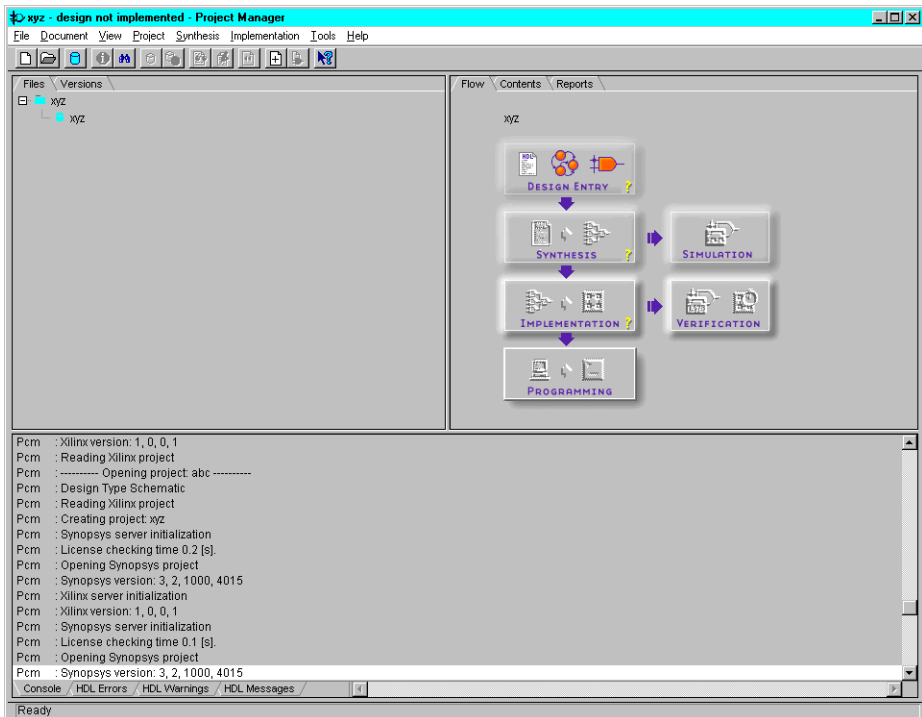 xyz - design not implemented - Project Manager
File Document View Project Synthesis Implementation Tools Help
Files Versions
xyz
xyz
Flow Contents Reports
xyz
HDL
DESIGN ENTRY ?
SYNTHESIS ?
SIMULATION
IMPLEMENTATION ?
VERIFICATION
PROGRAMMING
Pcm : Xilinx version: 1, 0, 0, 1
Pcm : Reading Xilinx project
Pcm : ---------- Opening project: abc ----------
Pcm : Design Type Schematic
Pcm : Reading Xilinx project
Pcm : Creating project: xyz
Pcm : Synopsys server initialization
Pcm : License checking time 0.2 [s].
Pcm : Opening Synopsys project
Pcm : Synopsys version: 3, 2, 1000, 4015
Pcm : Xilinx server initialization
Pcm : Xilinx version: 1, 0, 0, 1
Pcm : Synopsys server initialization
Pcm : License checking time 0.1 [s].
Pcm : Opening Synopsys project
Pcm : Synopsys version: 3, 2, 1000, 4015
Console HDL Errors HDL Warnings HDL Messages
Ready